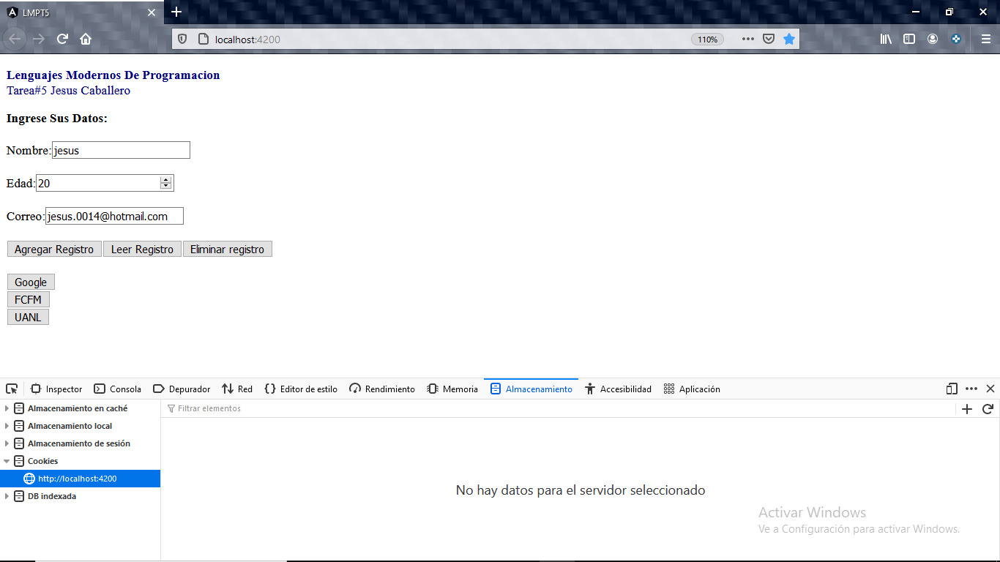 LMPT5
localhost:4200
110%
Lenguajes Modernos De Programacion
Tarea#5 Jesus Caballero
Ingrese Sus Datos:
Nombre: jesus
Edad: 20
Correo: jesus.0014@hotmail.com
Agregar Registro Leer Registro Eliminar registro
Google
FCFM
UANL
Inspector Consola Depurador Red Editor de estilo Rendimiento Memoria Almacenamiento Accesibilidad Aplicación
Almacenamiento en caché
Filtrar elementos
Almacenamiento local
Almacenamiento de sesión
Cookies
http://localhost:4200
DB indexada
No hay datos para el servidor seleccionado
Activar Windows
Ve a Configuración para activar Windows.